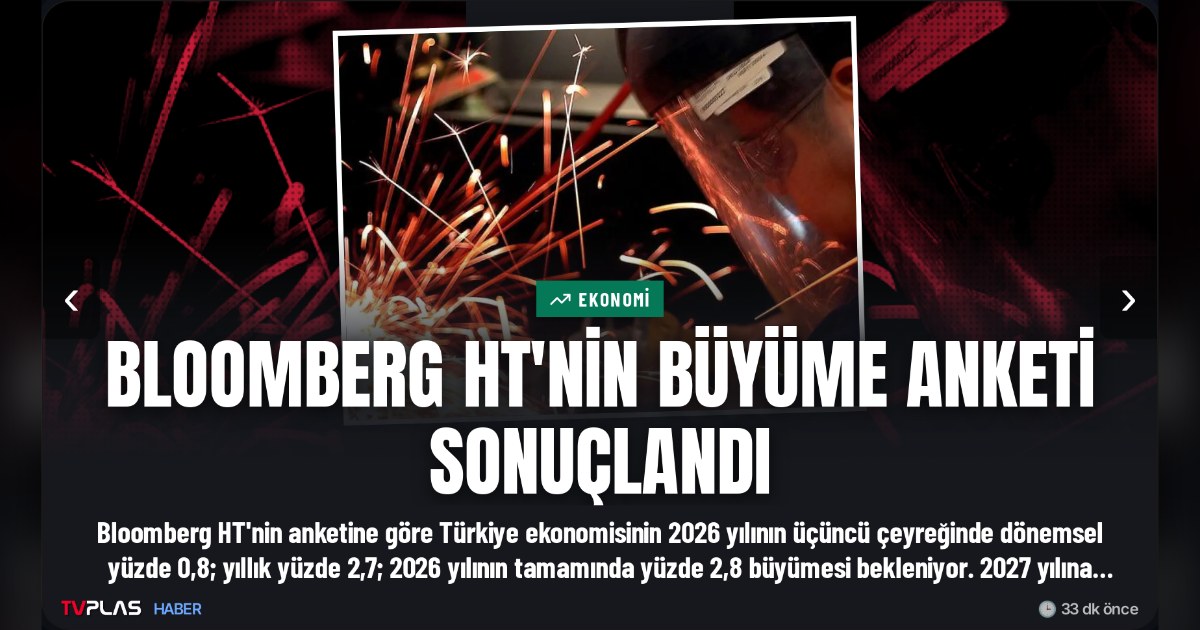 EKONOMİ
BLOOMBERG HT'NİN BÜYÜME ANKETİ
SONUÇLANDI
Bloomberg HT'nin anketine göre Türkiye ekonomisinin 2026 yılının üçüncü çeyreğinde dönemsel
yüzde 0,8; yıllık yüzde 2,7; 2026 yılının tamamında yüzde 2,8 büyümesi bekleniyor. 2027 yılına...
TVPLAS HABER
33 dk önce